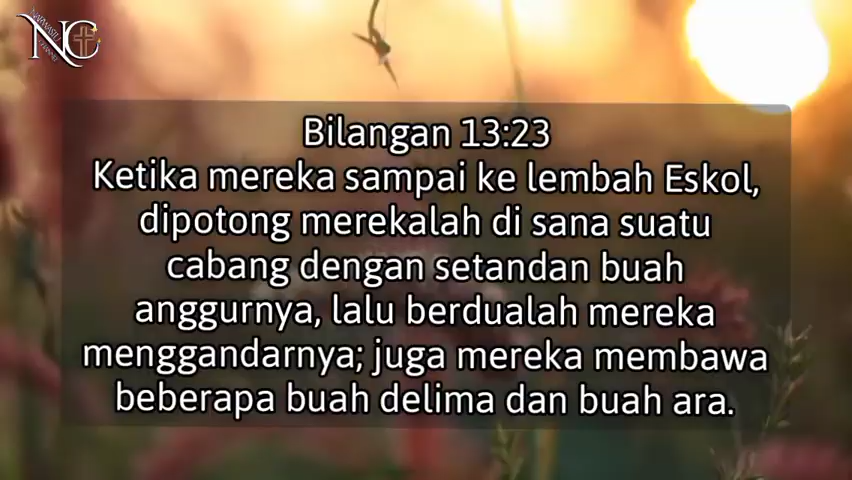 NC
Bilangan 13:23
Ketika mereka sampai ke lembah Eskol,
dipotong merekalah di sana suatu
cabang dengan setandan buah
anggurnya, lalu berdualah mereka
menggandarnya; juga mereka membawa
beberapa buah delima dan buah ara.